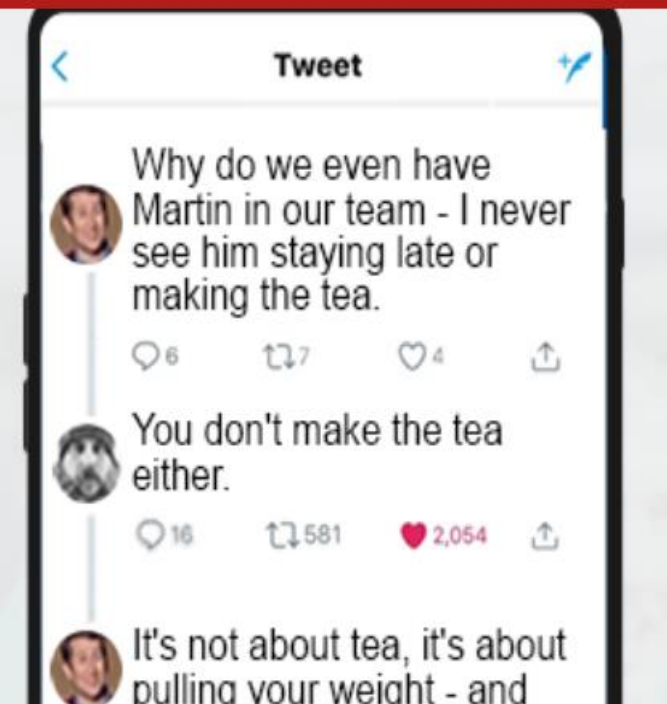 Tweet
Why do we even have
Martin in our team - I never
see him staying late or
making the tea.
6 7 4
You don't make the tea
either.
16 581 2,054
It's not about tea, it's about
pulling your weight - and